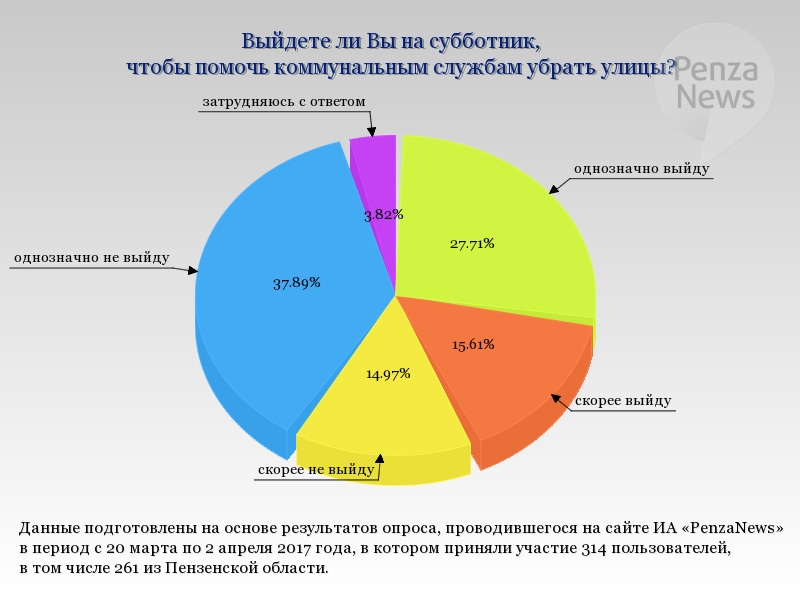 Выйдете ли Вы на субботник,
чтобы помочь коммунальным службам убрать улицы?
Penza
News
затрудняюсь с ответом
однозначно выйду
3.82%
27.71%
однозначно не выйду
37.89%
15.61%
14.97%
скорее выйду
скорее не выйду
Данные подготовлены на основе результатов опроса, проводившегося на сайте ИА «PenzaNews»
в период с 20 марта по 2 апреля 2017 года, в котором приняли участие 314 пользователей,
в том числе 261 из Пензенской области.